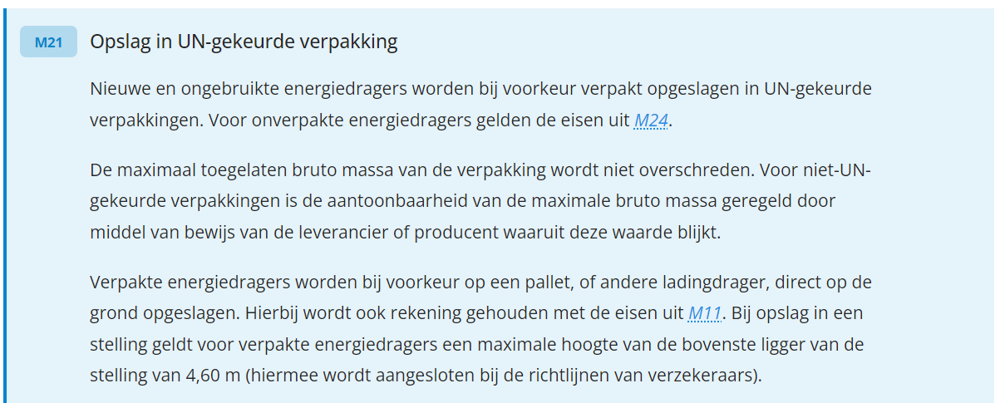 M21 Opslag in UN-gekeurde verpakking
Nieuwe en ongebruikte energiedragers worden bij voorkeur verpakt opgeslagen in UN-gekeurde
verpakkingen. Voor onverpakte energiedragers gelden de eisen uit M24.
De maximaal toegelaten bruto massa van de verpakking wordt niet overschreden. Voor niet-UN-
gekeurde verpakkingen is de aantoonbaarheid van de maximale bruto massa geregeld door
middel van bewijs van de leverancier of producent waaruit deze waarde blijkt.
Verpakte energiedragers worden bij voorkeur op een pallet, of andere ladingdrager, direct op de
grond opgeslagen. Hierbij wordt ook rekening gehouden met de eisen uit M11. Bij opslag in een
stelling geldt voor verpakte energiedragers een maximale hoogte van de bovenste ligger van de
stelling van 4,60 m (hiermee wordt aangesloten bij de richtlijnen van verzekeraars).